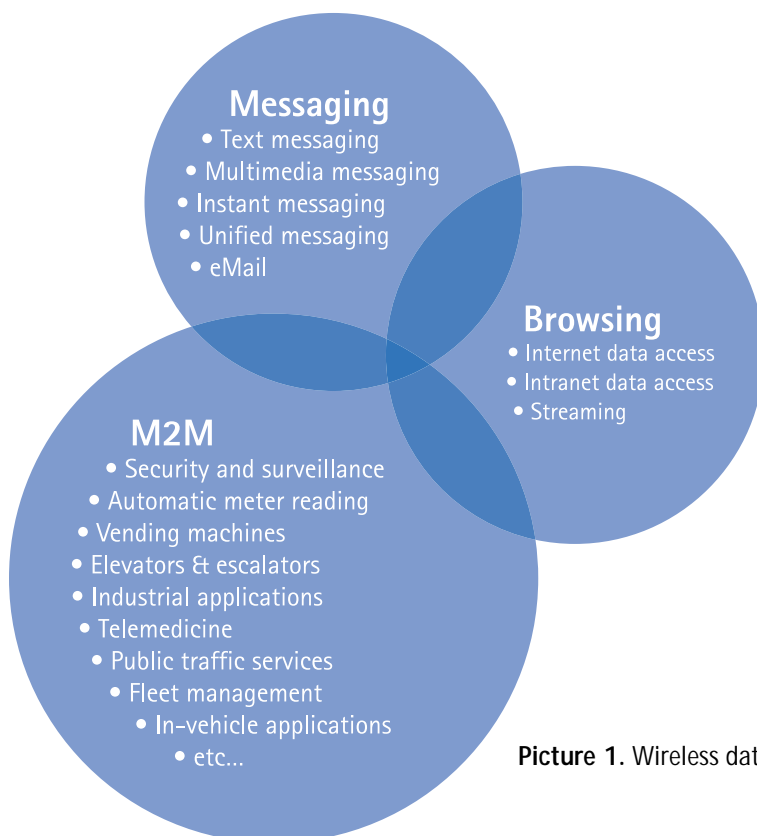 Messaging
• Text messaging
• Multimedia messaging
• Instant messaging
• Unified messaging
• eMail
Browsing
• Internet data access
• Intranet data access
• Streaming
M2M
• Security and surveillance
• Automatic meter reading
• Vending machines
• Elevators & escalators
• Industrial applications
• Telemedicine
• Public traffic services
• Fleet management
• In-vehicle applications
• etc...
Picture 1. Wireless dat